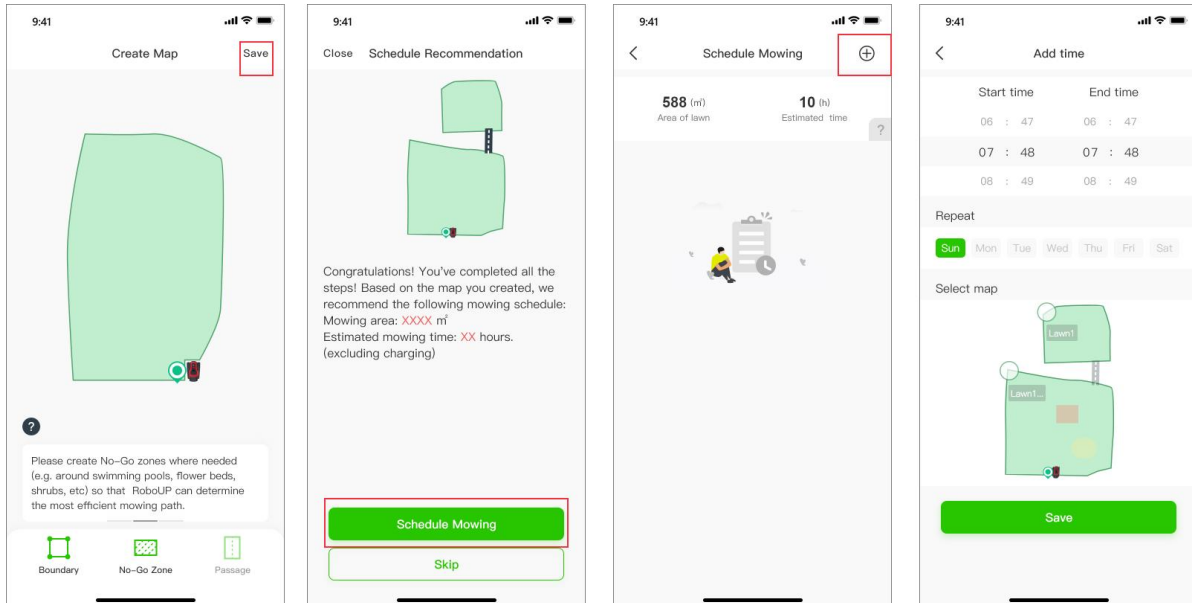 9:41
Create Map
Save
?
Please create No-Go zones where needed
(e.g. around swimming pools, flower beds,
shrubs, etc) so that RoboUP can determine
the most efficient mowing path.
Boundary
No-Go Zone
Passage
9:41
Close
Schedule Recommendation
Congratulations! You've completed all the
steps! Based on the map you created, we
recommend the following mowing schedule:
Mowing area: XXXX ㎡
Estimated mowing time: XX hours.
(excluding charging)
Schedule Mowing
Skip
9:41
Schedule Mowing
588 (㎡)
10 (h)
Area of lawn
Estimated time
?
9:41
Add time
Start time
End time
06 : 47
06 : 47
07 : 48
07 : 48
08 : 49
08 : 49
Repeat
Sun Mon Tue Wed Thu Fri Sat
Select map
Lawn1
Lawn1...
Save